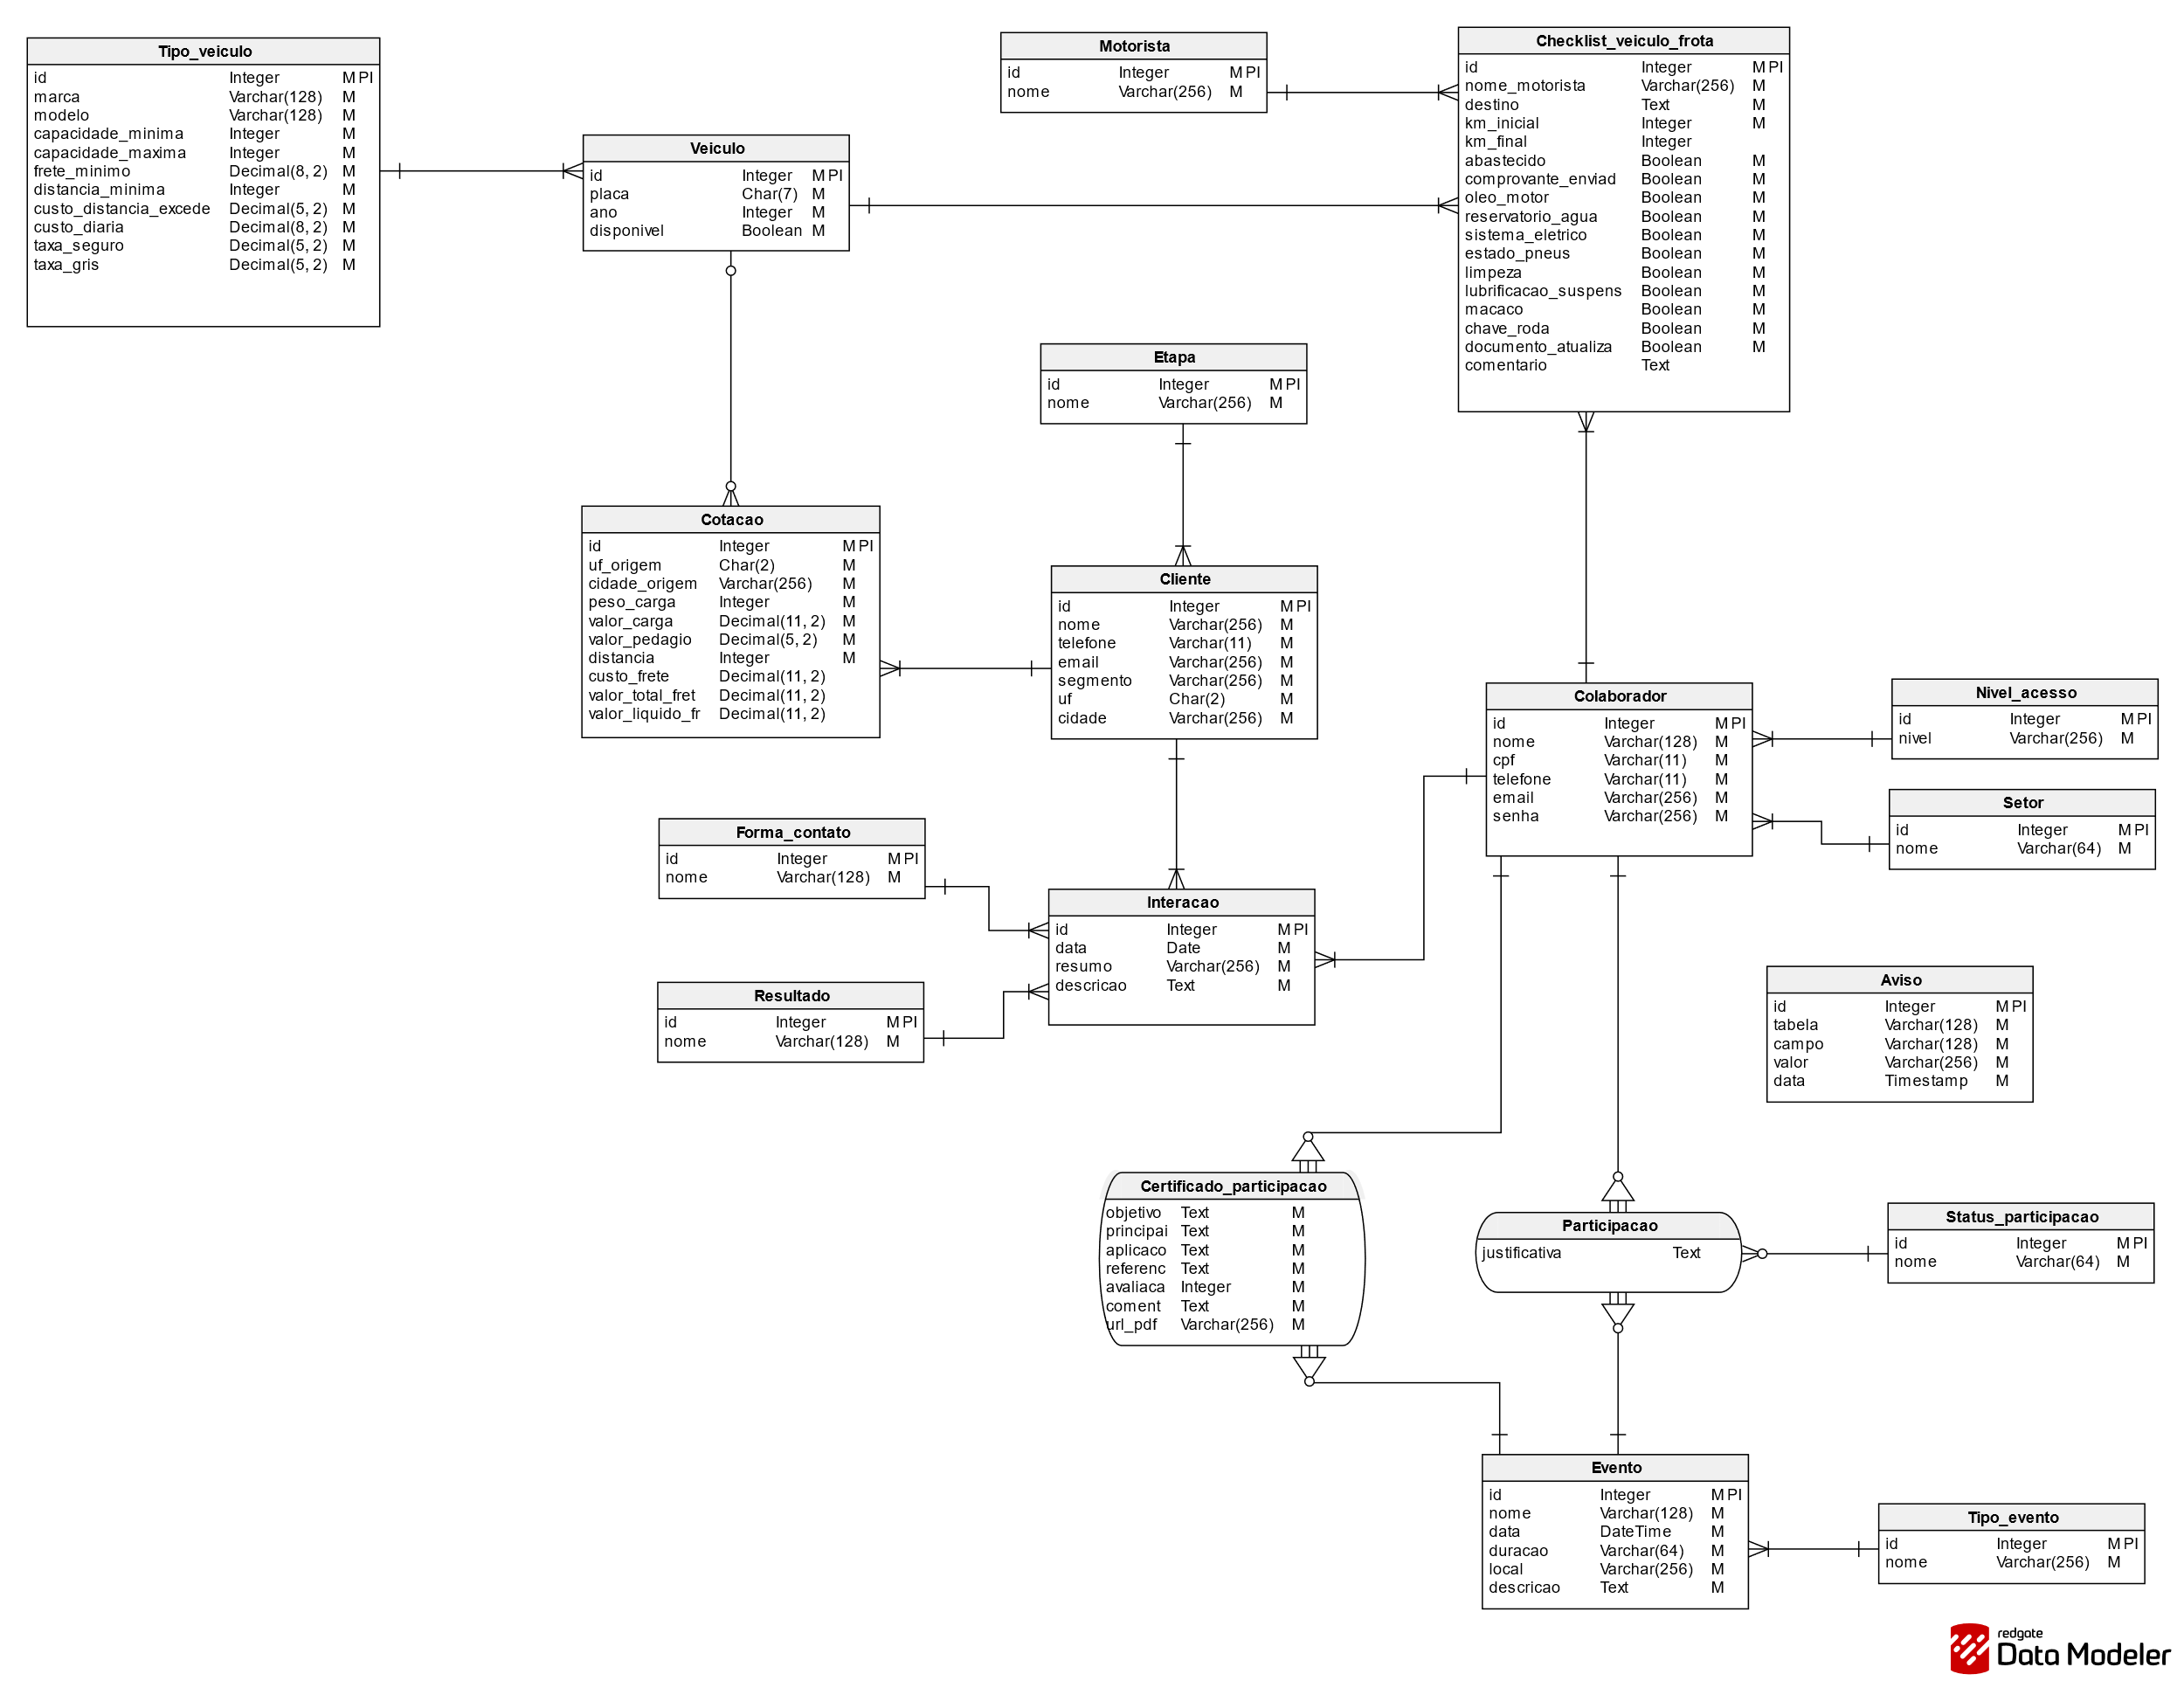 Tipo_veiculo
id Integer M PI
marca Varchar(128) M
modelo Varchar(128) M
capacidade_minima Integer M
capacidade_maxima Integer M
frete_minimo Decimal(8, 2) M
distancia_minima Integer M
custo_distancia_excede Decimal(5, 2) M
custo_diaria Decimal(8, 2) M
taxa_seguro Decimal(5, 2) M
taxa_gris Decimal(5, 2) M
Veiculo
id Integer M PI
placa Char(7) M
ano Integer M
disponivel Boolean M
Motorista
id Integer M PI
nome Varchar(256) M
Checklist_veiculo_frota
id Integer M PI
nome_motorista Varchar(256) M
destino Text M
km_inicial Integer M
km_final Integer
abastecido Boolean M
comprovante_enviad Boolean M
oleo_motor Boolean M
reservatorio_agua Boolean M
sistema_eletrico Boolean M
estado_pneus Boolean M
limpeza Boolean M
lubrificacao_suspens Boolean M
macaco Boolean M
chave_roda Boolean M
documento_atualiza Boolean M
comentario Text
Etapa
id Integer M PI
nome Varchar(256) M
Cotacao
id Integer M PI
uf_origem Char(2) M
cidade_origem Varchar(256) M
peso_carga Integer M
valor_carga Decimal(11, 2) M
valor_pedagio Decimal(5, 2) M
distancia Integer M
custo_frete Decimal(11, 2)
valor_total_fret Decimal(11, 2)
valor_liquido_fr Decimal(11, 2)
Cliente
id Integer M PI
nome Varchar(256) M
telefone Varchar(11) M
email Varchar(256) M
segmento Varchar(256) M
uf Char(2) M
cidade Varchar(256) M
Colaborador
id Integer M PI
nome Varchar(128) M
cpf Varchar(11) M
telefone Varchar(11) M
email Varchar(256) M
senha Varchar(256) M
Nivel_acesso
id Integer M PI
nivel Varchar(256) M
Setor
id Integer M PI
nome Varchar(64) M
Forma_contato
id Integer M PI
nome Varchar(128) M
Interacao
id Integer M PI
data Date M
resumo Varchar(256) M
descricao Text M
Resultado
id Integer M PI
nome Varchar(128) M
Aviso
id Integer M PI
tabela Varchar(128) M
campo Varchar(128) M
valor Varchar(256) M
data Timestamp M
Certificado_participacao
objetivo Text M
principai Text M
aplicaco Text M
referenc Text M
avaliaca Integer M
coment Text M
url_pdf Varchar(256) M
Participacao
justificativa Text
Status_participacao
id Integer M PI
nome Varchar(64) M
Evento
id Integer M PI
nome Varchar(128) M
data DateTime M
duracao Varchar(64) M
local Varchar(256) M
descricao Text M
Tipo_evento
id Integer M PI
nome Varchar(256) M
redgate
Data Modeler